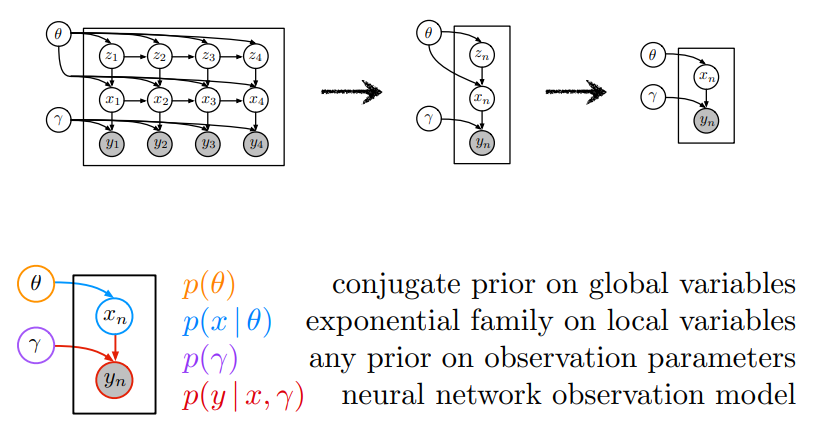 θ
z₁ z₂ z₃ z₄
x₁ x₂ x₃ x₄
γ
y₁ y₂ y₃ y₄
θ
zₙ
xₙ
γ
yₙ
θ
xₙ
γ
yₙ
θ
xₙ
γ
yₙ
p(θ) conjugate prior on global variables
p(x | θ) exponential family on local variables
p(γ) any prior on observation parameters
p(y | x, γ) neural network observation model